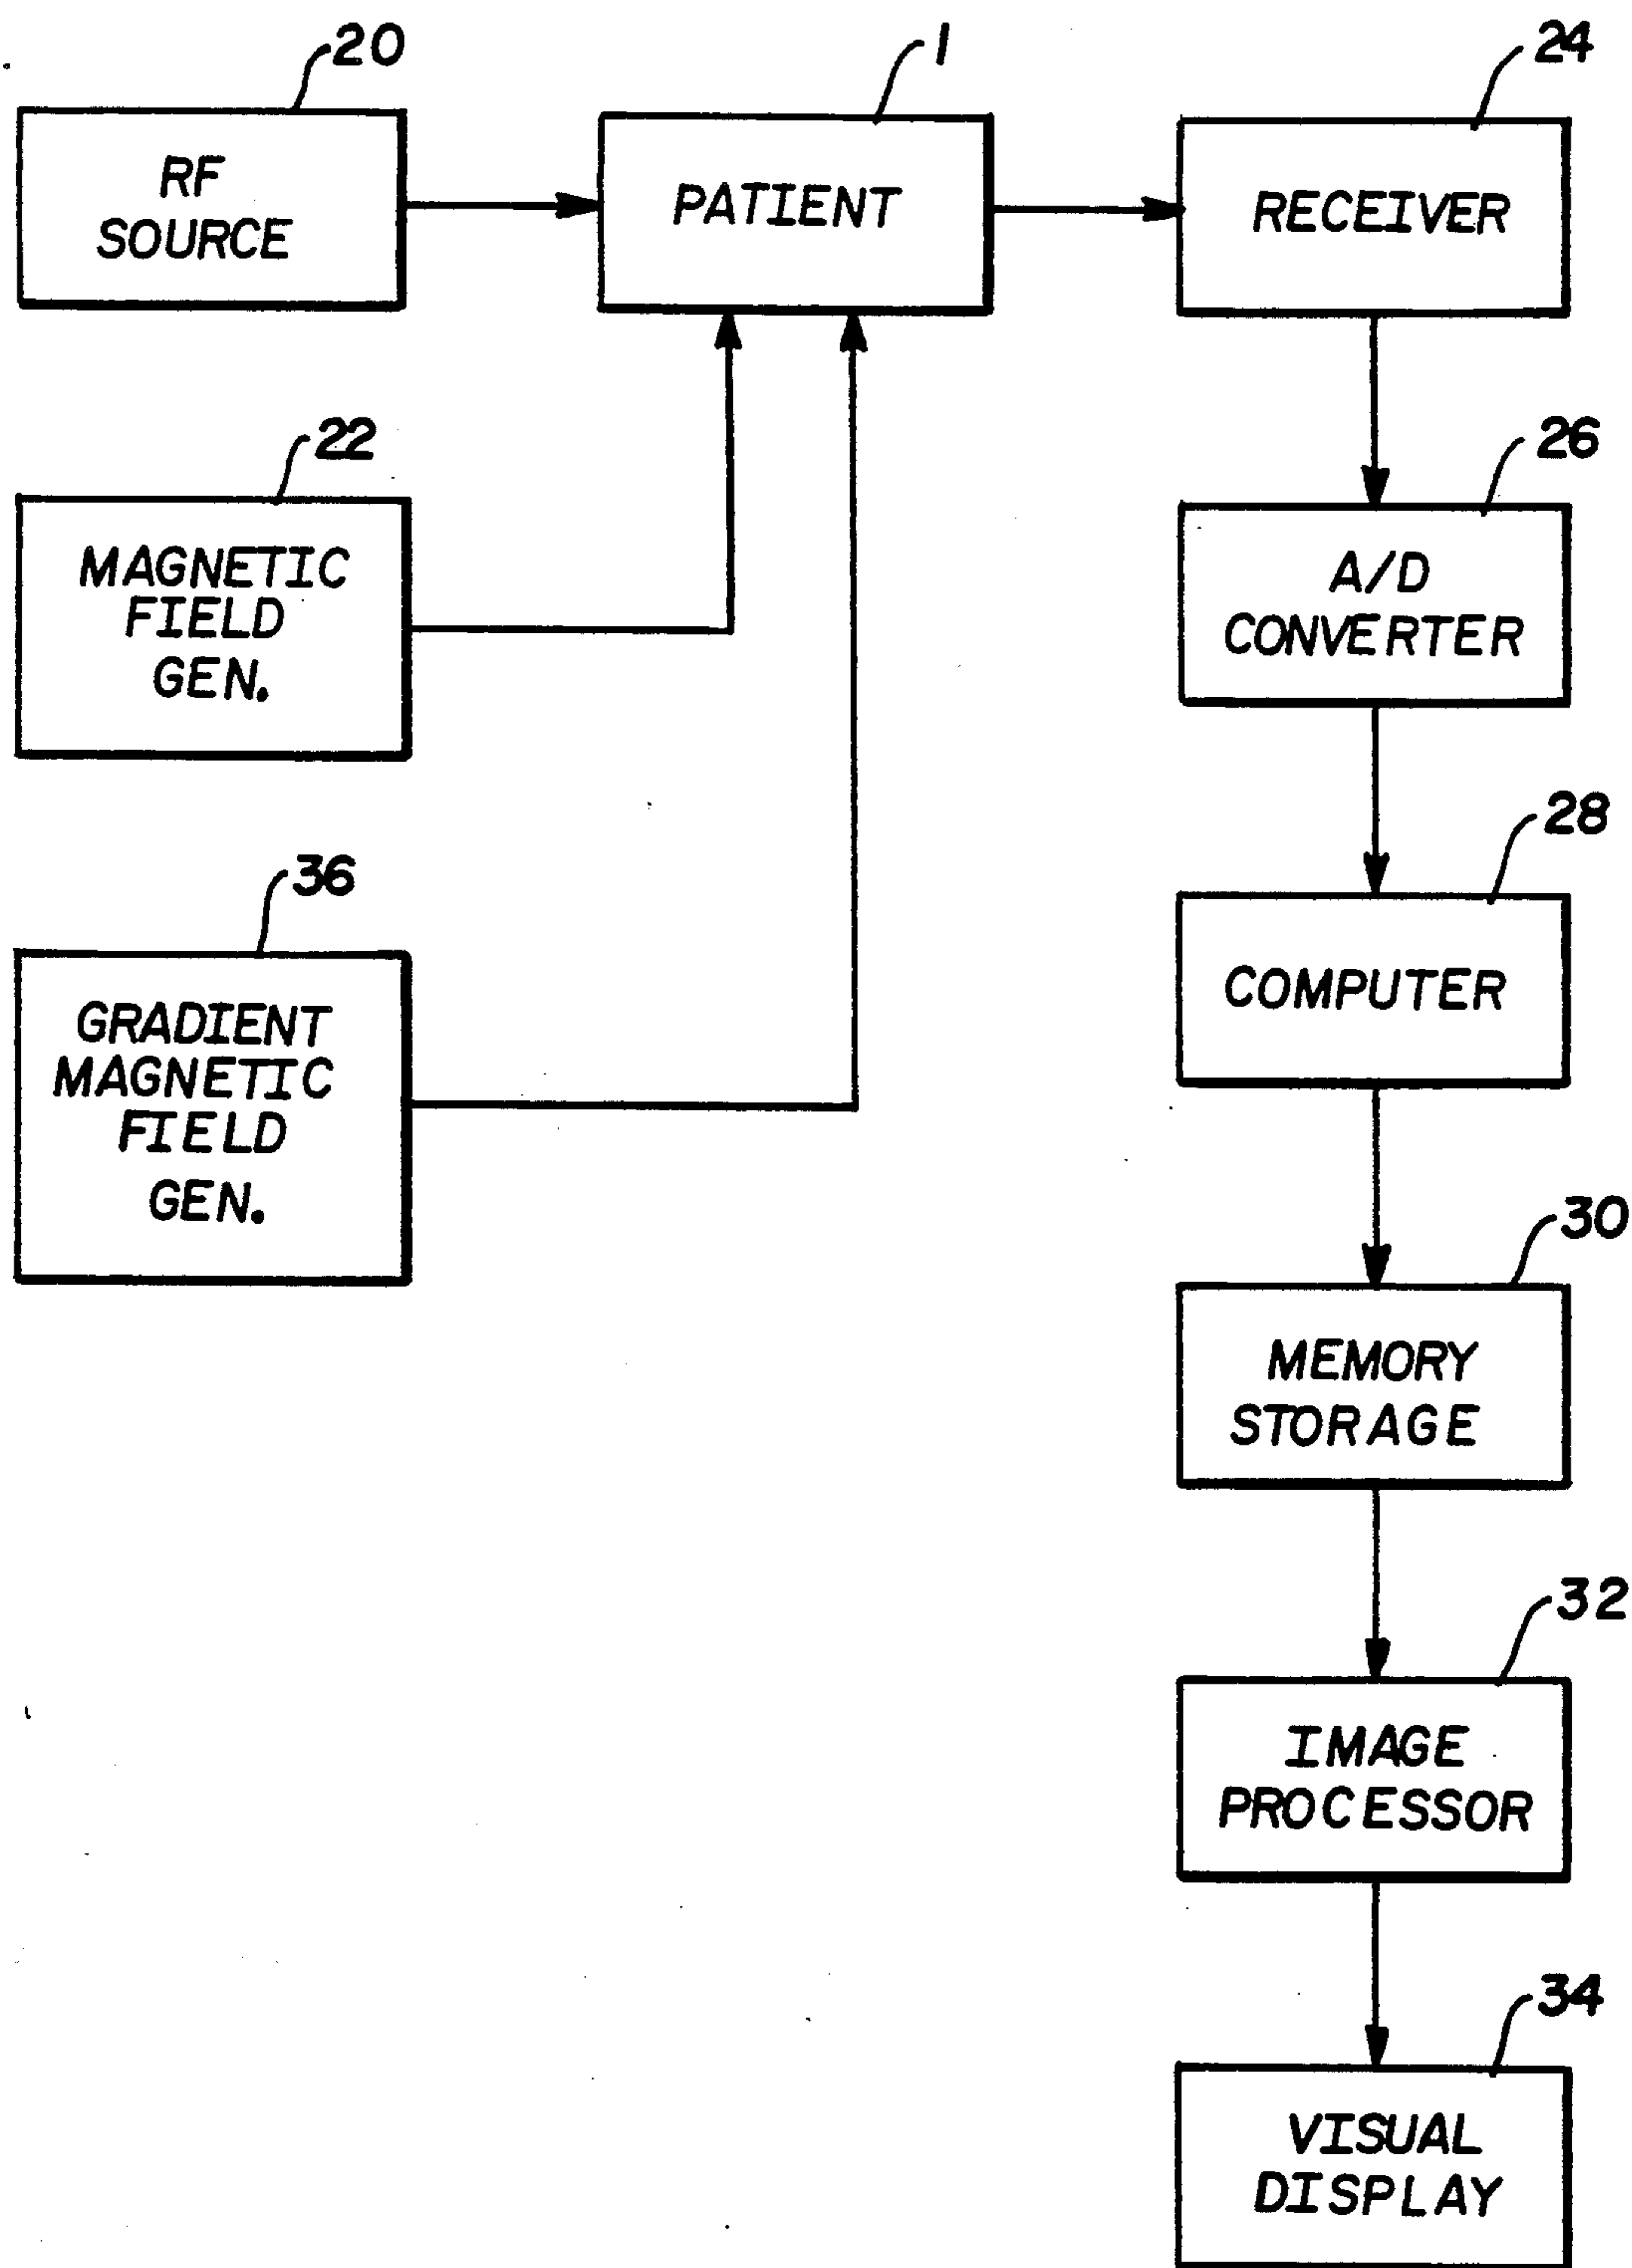 20
RF
SOURCE
1
PATIENT
24
RECEIVER
22
MAGNETIC
FIELD
GEN.
26
A/D
CONVERTER
36
GRADIENT
MAGNETIC
FIELD
GEN.
28
COMPUTER
30
MEMORY
STORAGE
32
IMAGE
PROCESSOR
34
VISUAL
DISPLAY